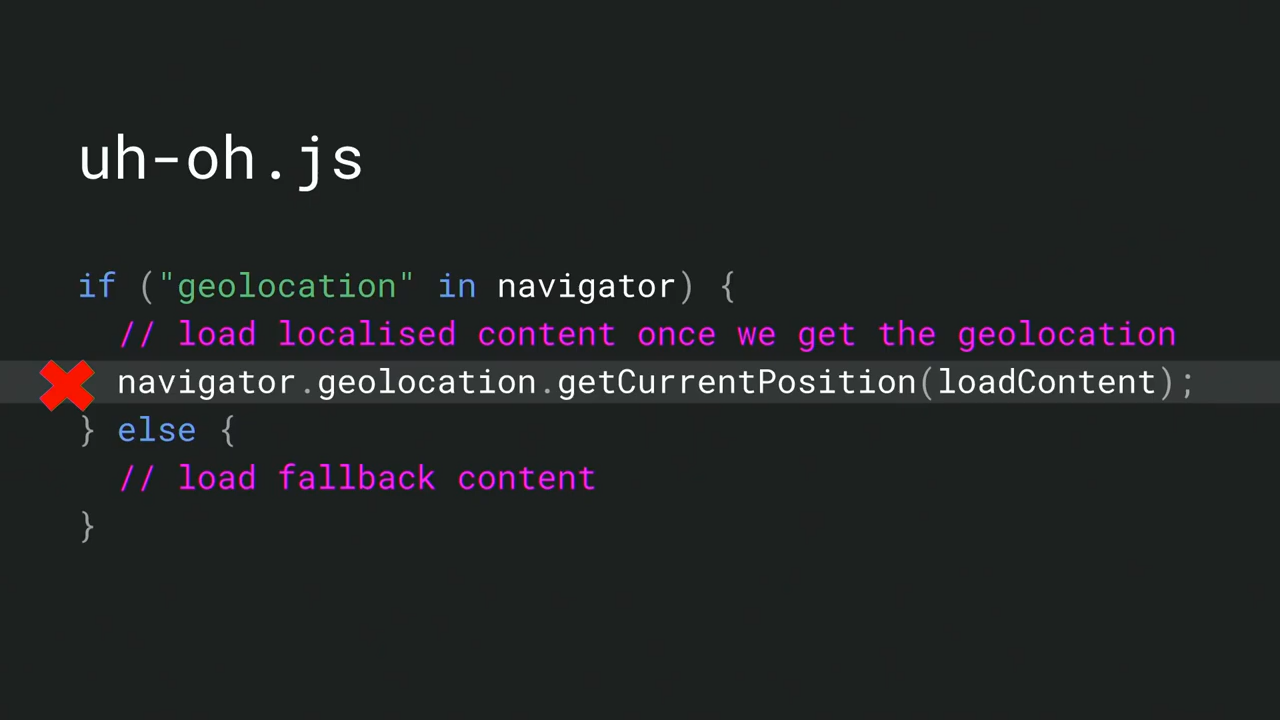 uh-oh.js
if ("geolocation" in navigator) {
// load localised content once we get the geolocation
navigator.geolocation.getCurrentPosition(loadContent);
} else {
// load fallback content
}